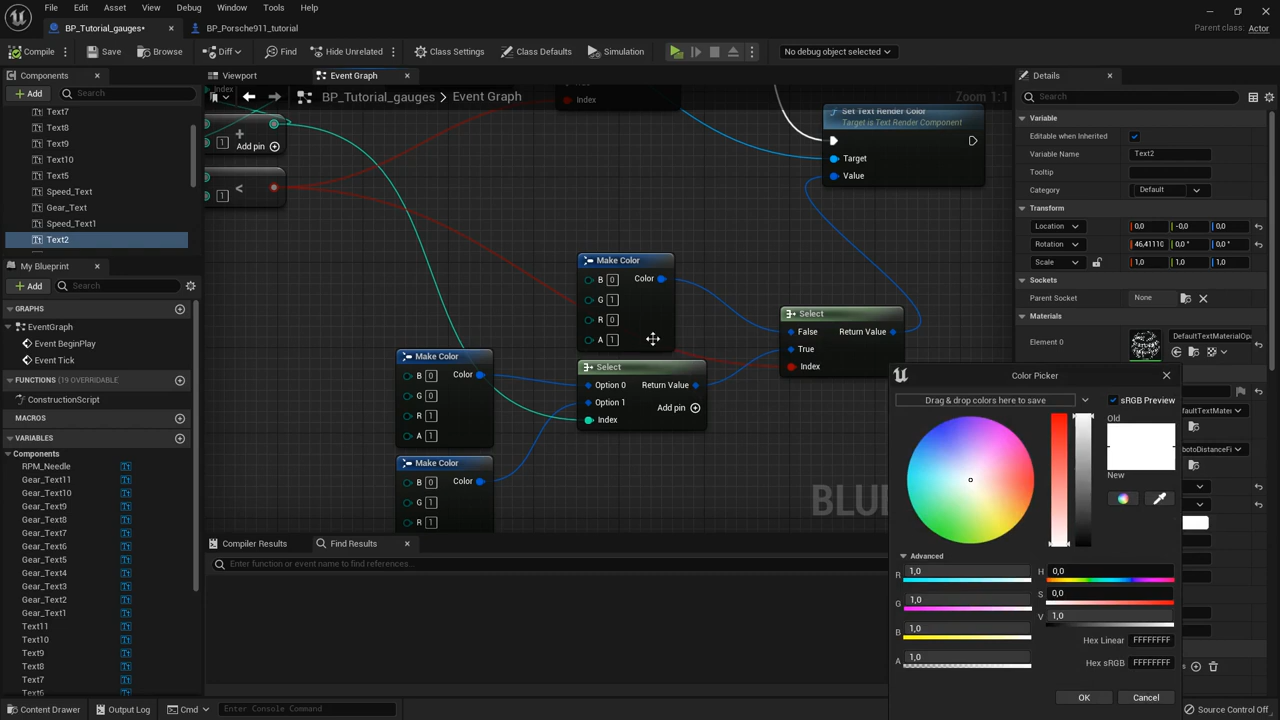 File Edit Asset View Debug Window Tools Help
BP_Tutorial_gauges• BP_Porsche911_tutorial Parent class: Actor
Compile Save Browse Diff Find Hide Unrelated Class Settings Class Defaults Simulation No debug object selected
Components
Add Search
Text7
Text8
Text9
Text10
Text5
Speed_Text
Gear_Text
Speed_Text1
Text2
My Blueprint
Add Search
GRAPHS
EventGraph
Event BeginPlay
Event Tick
FUNCTIONS (19 OVERRIDABLE
ConstructionScript
MACROS
VARIABLES
Components
RPM_Needle
Gear_Text11
Gear_Text10
Gear_Text9
Gear_Text8
Gear_Text7
Gear_Text6
Gear_Text5
Gear_Text4
Gear_Text3
Gear_Text2
Gear_Text1
Text11
Text10
Text9
Text8
Text7
Text6
Viewport Event Graph
BP_Tutorial_gauges Event Graph Zoom 1:1
Index
+
1 Add pin
<
1
Index
Set Text Render Color
Target is Text Render Component
Target
Value
Make Color
B 0 Color
G 1
R 0
A 1
Select
False Return Value
True
Index
Make Color
B 0 Color
G 0
R 1
A 1
Select
Option 0 Return Value
Option 1 Add pin
Index
Make Color
B 0 Color
G 1
R 1
BLUE
Compiler Results Find Results
Enter function or event name to find references...
Details
Search
Variable
Editable when Inherited
Variable Name Text2
Tooltip
Category Default
Transform
Location 0,0 -0,0 0,0
Rotation 46,41110 0,0 ° 0,0 °
Scale 1,0 1,0 1,0
Sockets
Parent Socket None
Materials
Element 0 DefaultTextMaterialOpa
Color Picker
Drag & drop colors here to save sRGB Preview
Old
New
Advanced
R 1,0 H 0,0
G 1,0 S 0,0
B 1,0 V 1,0
Hex Linear FFFFFFFF
A 1,0 Hex sRGB FFFFFFFF
OK Cancel
Content Drawer Output Log Cmd Enter Console Command Source Control Off